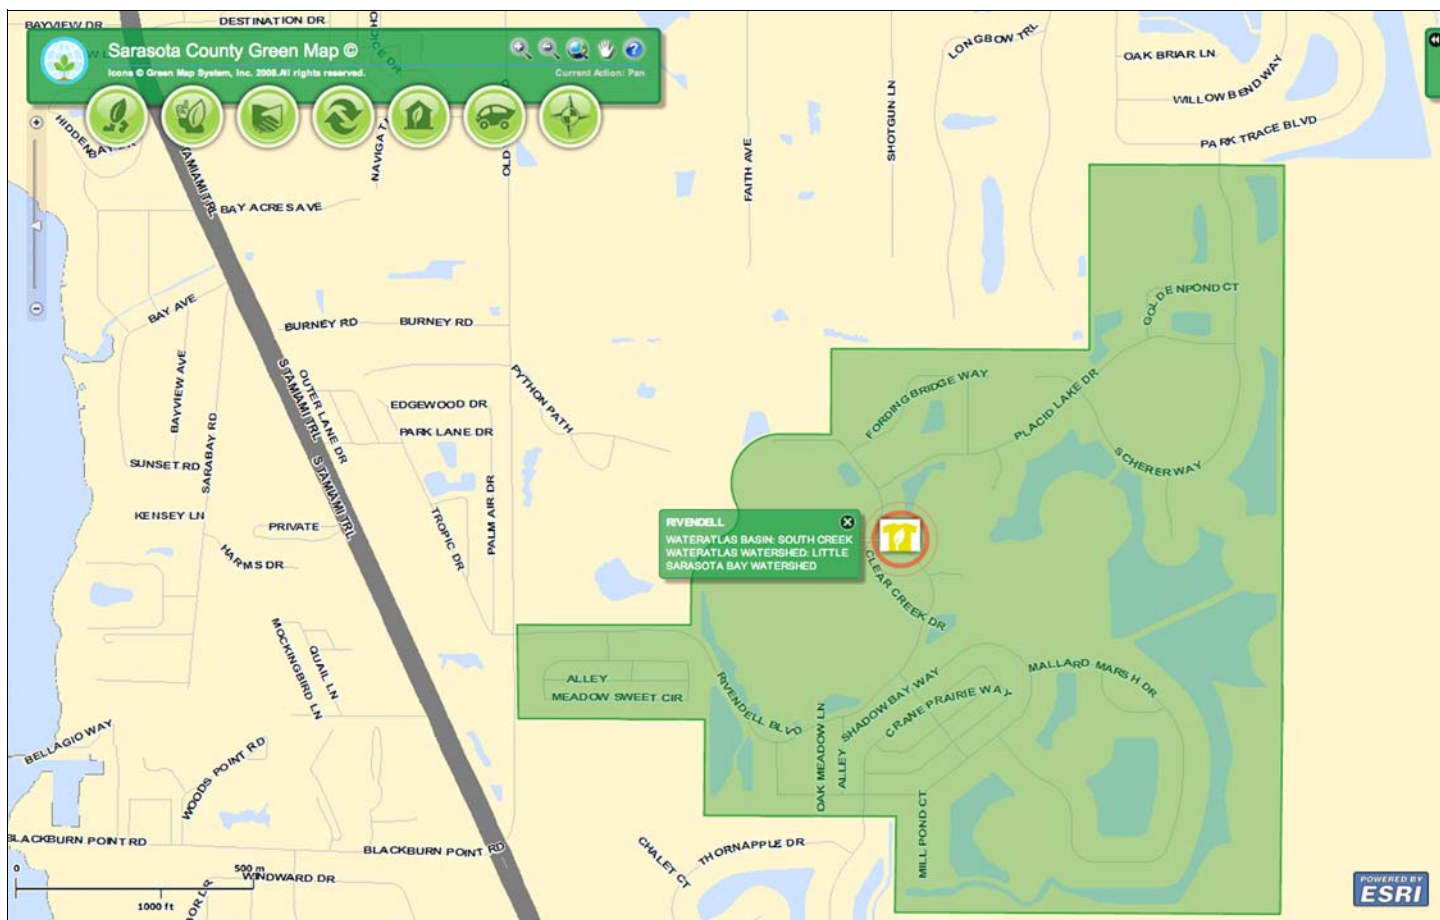 BAYVIEW DR
DESTINATION DR
Sarasota County Green Map ©
Icons © Green Map System, Inc. 2008.All rights reserved.
Current Action: Pan
LONGBOW TRL
OAK BRIAR LN
WILLOW BEND WAY
PARK TRACE BLVD
SHOTGUN LN
FAITH AVE
OLD
S TAMIAMI TRL
BAY ACRES AVE
BAY AVE
BURNEY RD
BURNEY RD
GOLDENPOND CT
BAYVIEW AVE
SARABAY RD
S TAMIAMI TRL
OUTER LANE DR
EDGEWOOD DR
PARK LANE DR
PYTHON PATH
FORDINGBRIDGE WAY
PLACID LAKE DR
SCHERER WAY
SUNSET RD
S TAMIAMI TRL
KENSEY LN
PRIVATE
HARMS DR
TROPIC DR
PALM AIR DR
RIVENDELL
WATERATLAS BASIN: SOUTH CREEK
WATERATLAS WATERSHED: LITTLE
SARASOTA BAY WATERSHED
CLEAR CREEK DR
MOCKINGBIRD LN
QUAIL LN
ALLEY
MEADOW SWEET CIR
RIVENDELL BLVD
OAK MEADOW LN
ALLEY
SHADOW BAY WAY
CRANE PRAIRIE WAY
MALLARD MARSH DR
BELLAGIO WAY
WOODS POINT RD
BLACKBURN POINT RD
BLACKBURN POINT RD
CHALET CT
THORNAPPLE DR
MILL POND CT
0
500 m
WINDWARD DR
1000 ft
POWERED BY
ESRI